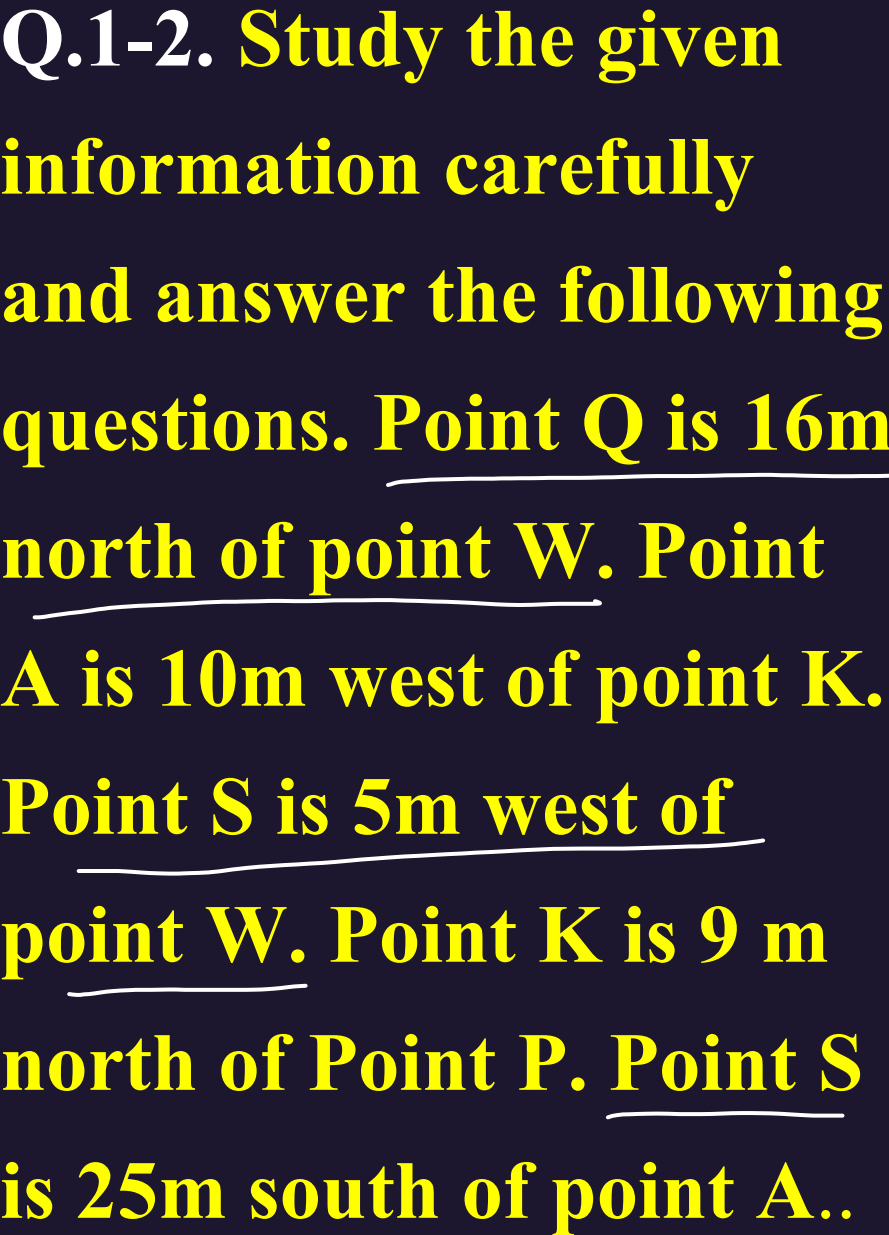 Q.1-2. Study the given
information carefully
and answer the following
questions. Point Q is 16m
north of point W. Point
A is 10m west of point K.
Point S is 5m west of
point W. Point K is 9 m
north of Point P. Point S
is 25m south of point A..